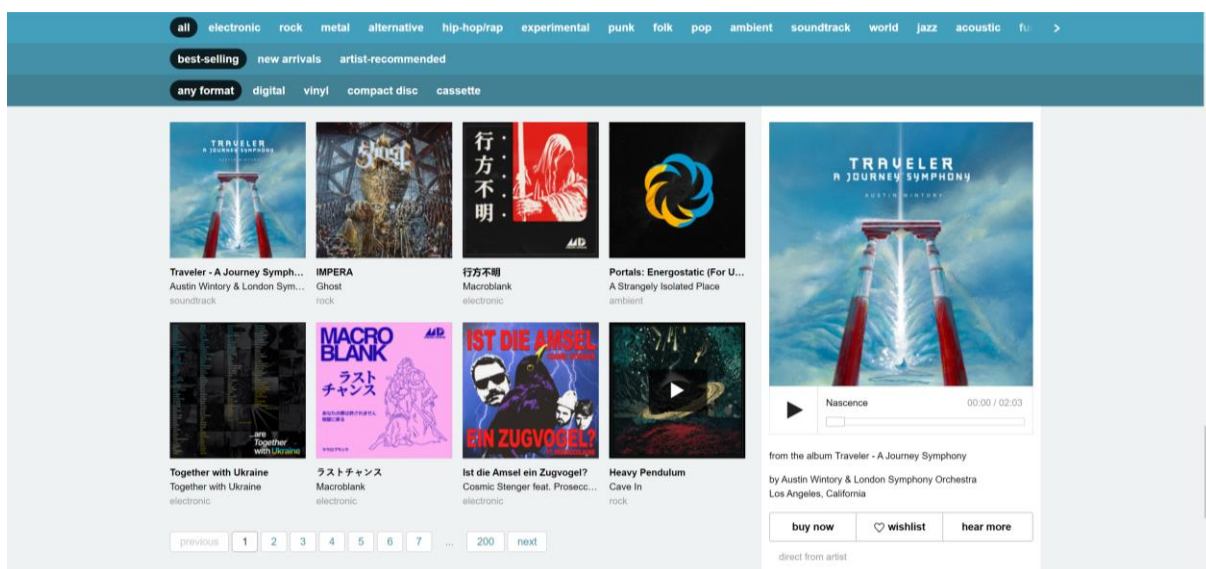 all electronic rock metal alternative hip-hop/rap experimental punk folk pop ambient soundtrack world jazz acoustic
best-selling new arrivals artist-recommended
any format digital vinyl compact disc cassette
TRAVELER
A JOURNEY SYMPHONY
Traveler - A Journey Symph...
Austin Wintory & London Sym...
soundtrack
Ghost
IMPERA
Ghost
rock
行方不明
MD
行方不明
Macroblank
electronic
Portals: Energostatic (For U...
A Strangely Isolated Place
ambient
...are
Together
with Ukraine
Together with Ukraine
Together with Ukraine
electronic
MACRO
BLANK
MD
ラスト
チャンス
ラストチャンス
Macroblank
electronic
IST DIE AMSEL
EIN ZUGVOGEL?
Ist die Amsel ein Zugvogel?
Cosmic Stenger feat. Prosecc...
electronic
Heavy Pendulum
Cave In
rock
previous 1 2 3 4 5 6 7 ... 200 next
TRAVELER
A JOURNEY SYMPHONY
AUSTIN WINTORY
Nascence 00:00 / 02:03
from the album Traveler - A Journey Symphony
by Austin Wintory & London Symphony Orchestra
Los Angeles, California
buy now wishlist hear more
direct from artist